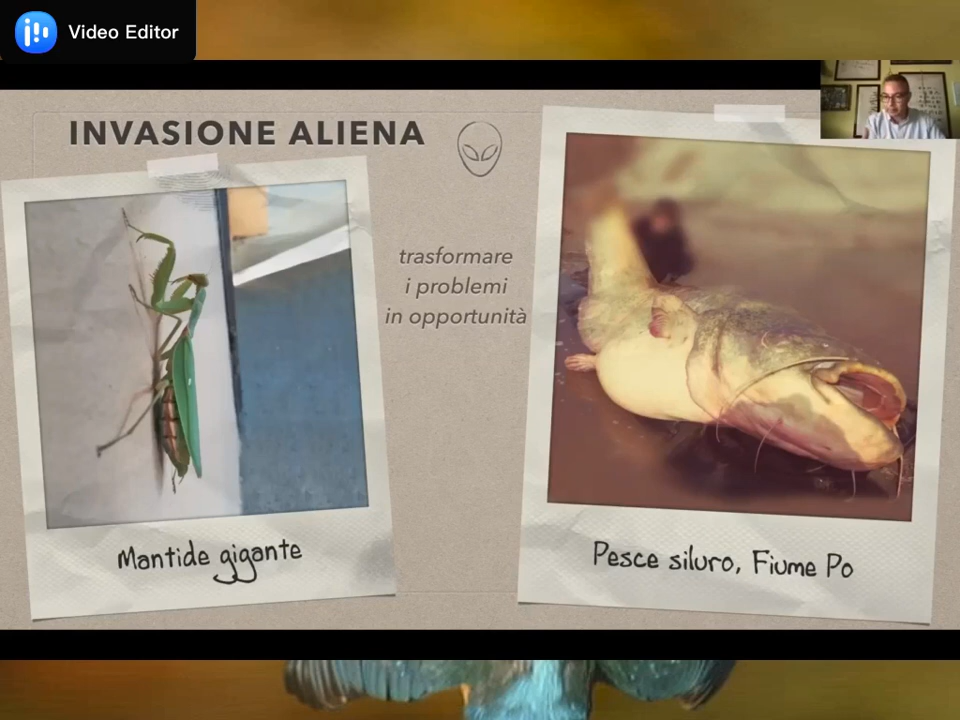 Video Editor
INVASIONE ALIENA
trasformare
i problemi
in opportunità
Mantide gigante
Pesce siluro, Fiume Po